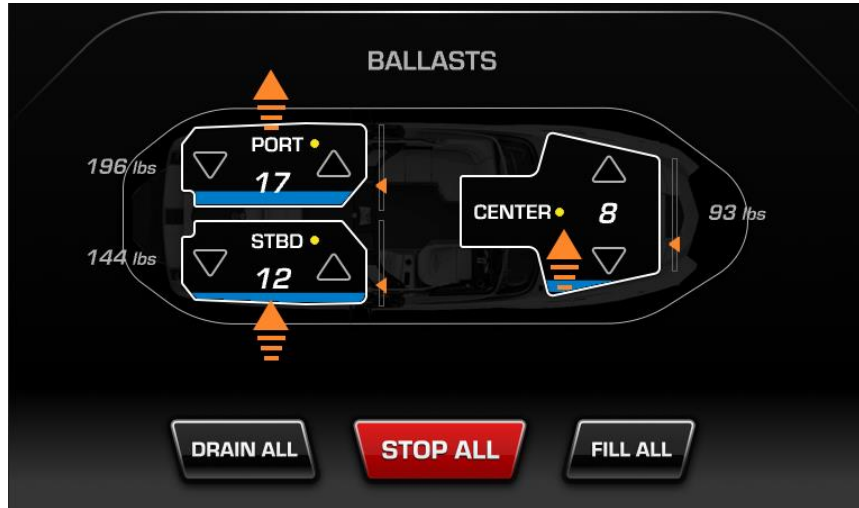 BALLASTS
196 lbs
PORT
17
144 lbs
STBD
12
CENTER
8
93 lbs
DRAIN ALL
STOP ALL
FILL ALL